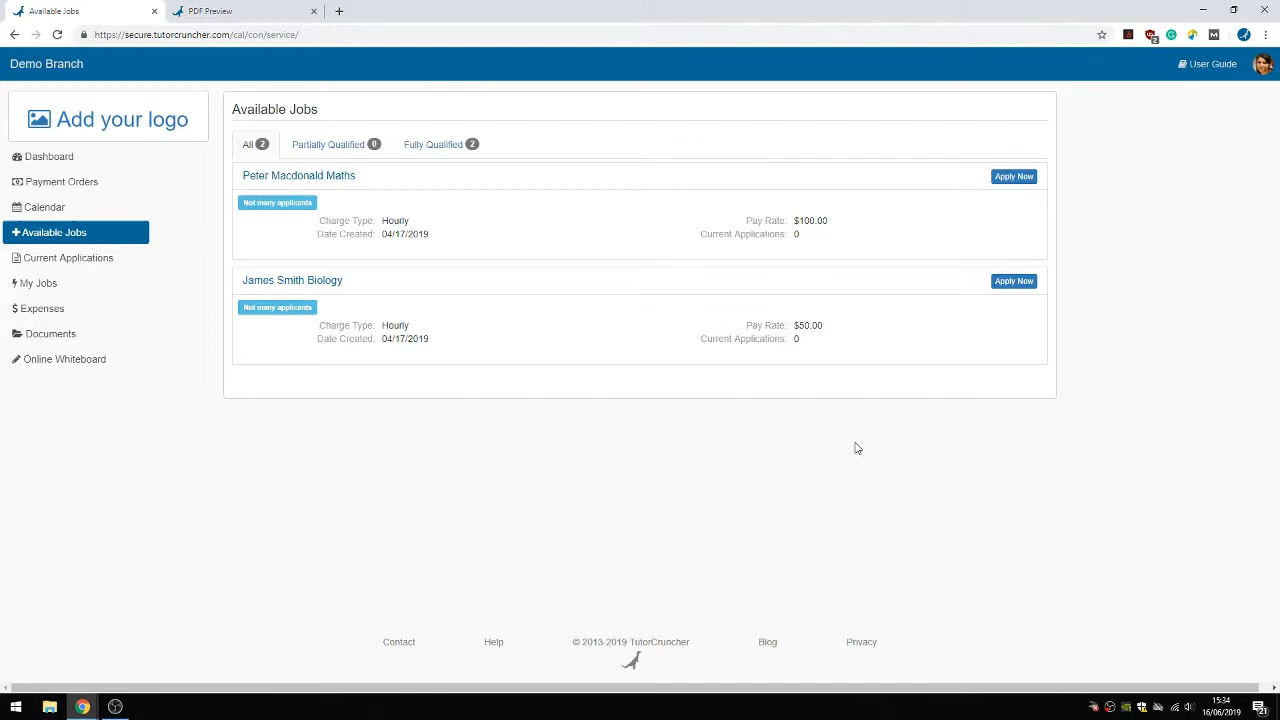 Available Jobs
PDF Preview
https://secure.tutorcruncher.com/cal/con/service/
2
Demo Branch
User Guide
Add your logo
Dashboard
Payment Orders
Calendar
Available Jobs
Current Applications
My Jobs
Expenses
Documents
Online Whiteboard
Available Jobs
All 2 Partially Qualified 0 Fully Qualified 2
Peter Macdonald Maths Apply Now
Not many applicants
Charge Type: Hourly Pay Rate: $100.00
Date Created: 04/17/2019 Current Applications: 0
James Smith Biology Apply Now
Not many applicants
Charge Type: Hourly Pay Rate: $50.00
Date Created: 04/17/2019 Current Applications: 0
Contact Help © 2013-2019 TutorCruncher Blog Privacy
15:34
16/06/2019